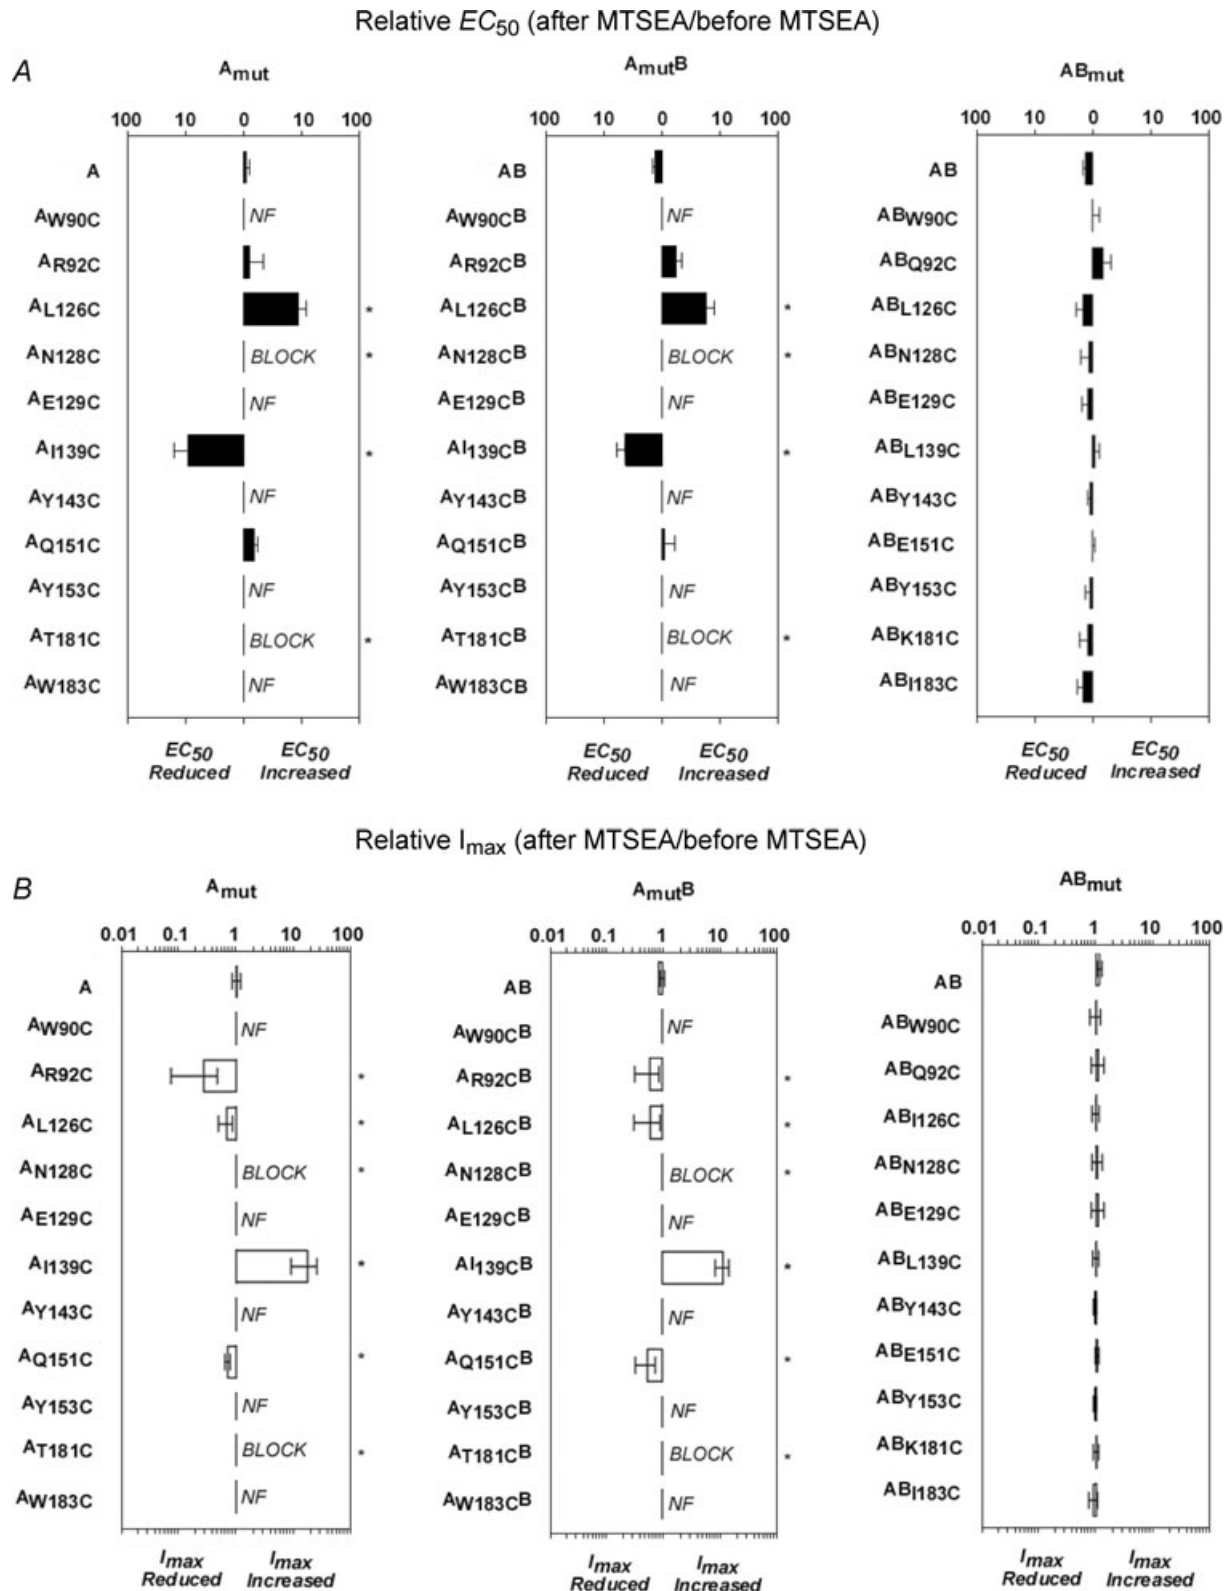 Relative EC50 (after MTSEA/before MTSEA)
A
Amut
AmutB
ABmut
100 10 0 10 100
100 10 0 10 100
100 10 0 10 100
A
AB
AB
AW90C NF
AW90CB NF
ABW90C
AR92C
AR92CB
ABQ92C
AL126C *
AL126CB *
ABL126C
AN128C BLOCK *
AN128CB BLOCK *
ABN128C
AE129C NF
AE129CB NF
ABE129C
AI139C *
AI139CB *
ABL139C
AY143C NF
AY143CB NF
ABY143C
AQ151C
AQ151CB
ABE151C
AY153C NF
AY153CB NF
ABY153C
AT181C BLOCK *
AT181CB BLOCK *
ABK181C
AW183C NF
AW183CB NF
ABI183C
EC50 Reduced
EC50 Increased
EC50 Reduced
EC50 Increased
EC50 Reduced
EC50 Increased
Relative Imax (after MTSEA/before MTSEA)
B
Amut
AmutB
ABmut
0.01 0.1 1 10 100
0.01 0.1 1 10 100
0.01 0.1 1 10 100
A
AB
AB
AW90C NF
AW90CB NF
ABW90C
AR92C *
AR92CB *
ABQ92C
AL126C *
AL126CB *
ABI126C
AN128C BLOCK *
AN128CB BLOCK *
ABN128C
AE129C NF
AE129CB NF
ABE129C
AI139C *
AI139CB *
ABL139C
AY143C NF
AY143CB NF
ABY143C
AQ151C *
AQ151CB *
ABE151C
AY153C NF
AY153CB NF
ABY153C
AT181C BLOCK *
AT181CB BLOCK *
ABK181C
AW183C NF
AW183CB NF
ABI183C
Imax Reduced
Imax Increased
Imax Reduced
Imax Increased
Imax Reduced
Imax Increased